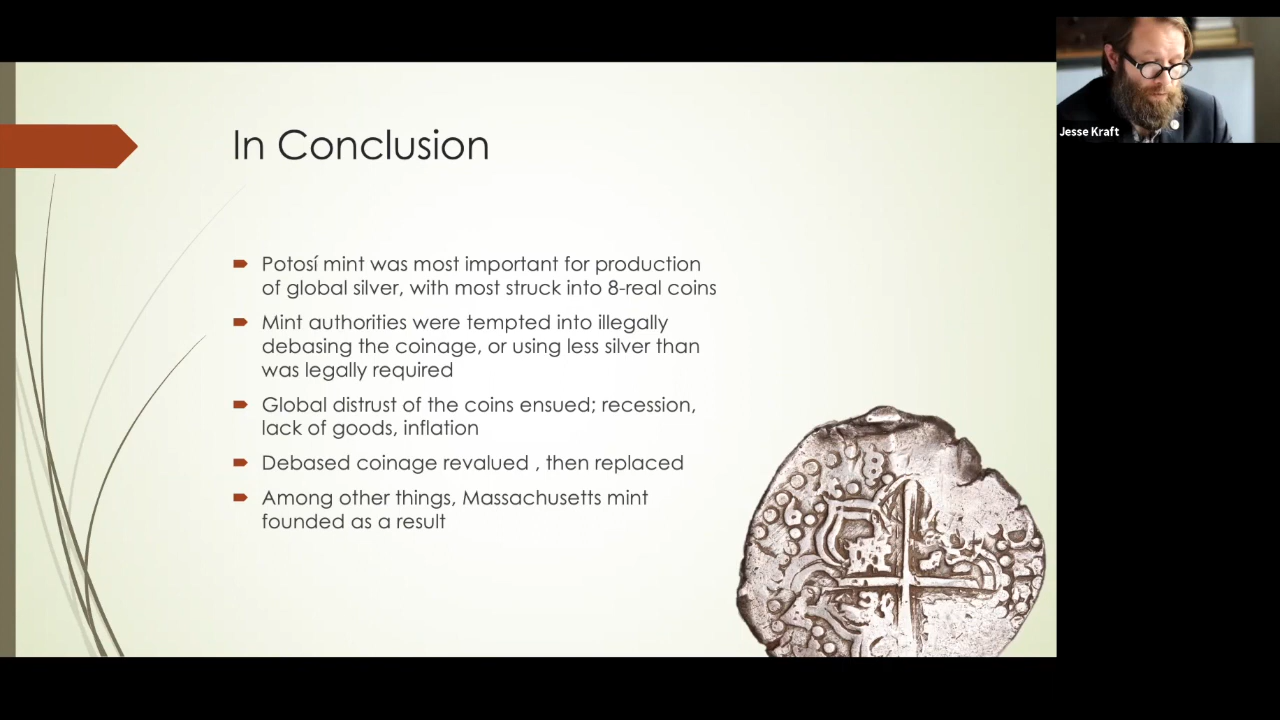 In Conclusion
Potosí mint was most important for production
of global silver, with most struck into 8-real coins
Mint authorities were tempted into illegally
debasing the coinage, or using less silver than
was legally required
Global distrust of the coins ensued; recession,
lack of goods, inflation
Debased coinage revalued , then replaced
Among other things, Massachusetts mint
founded as a result
Jesse Kraft